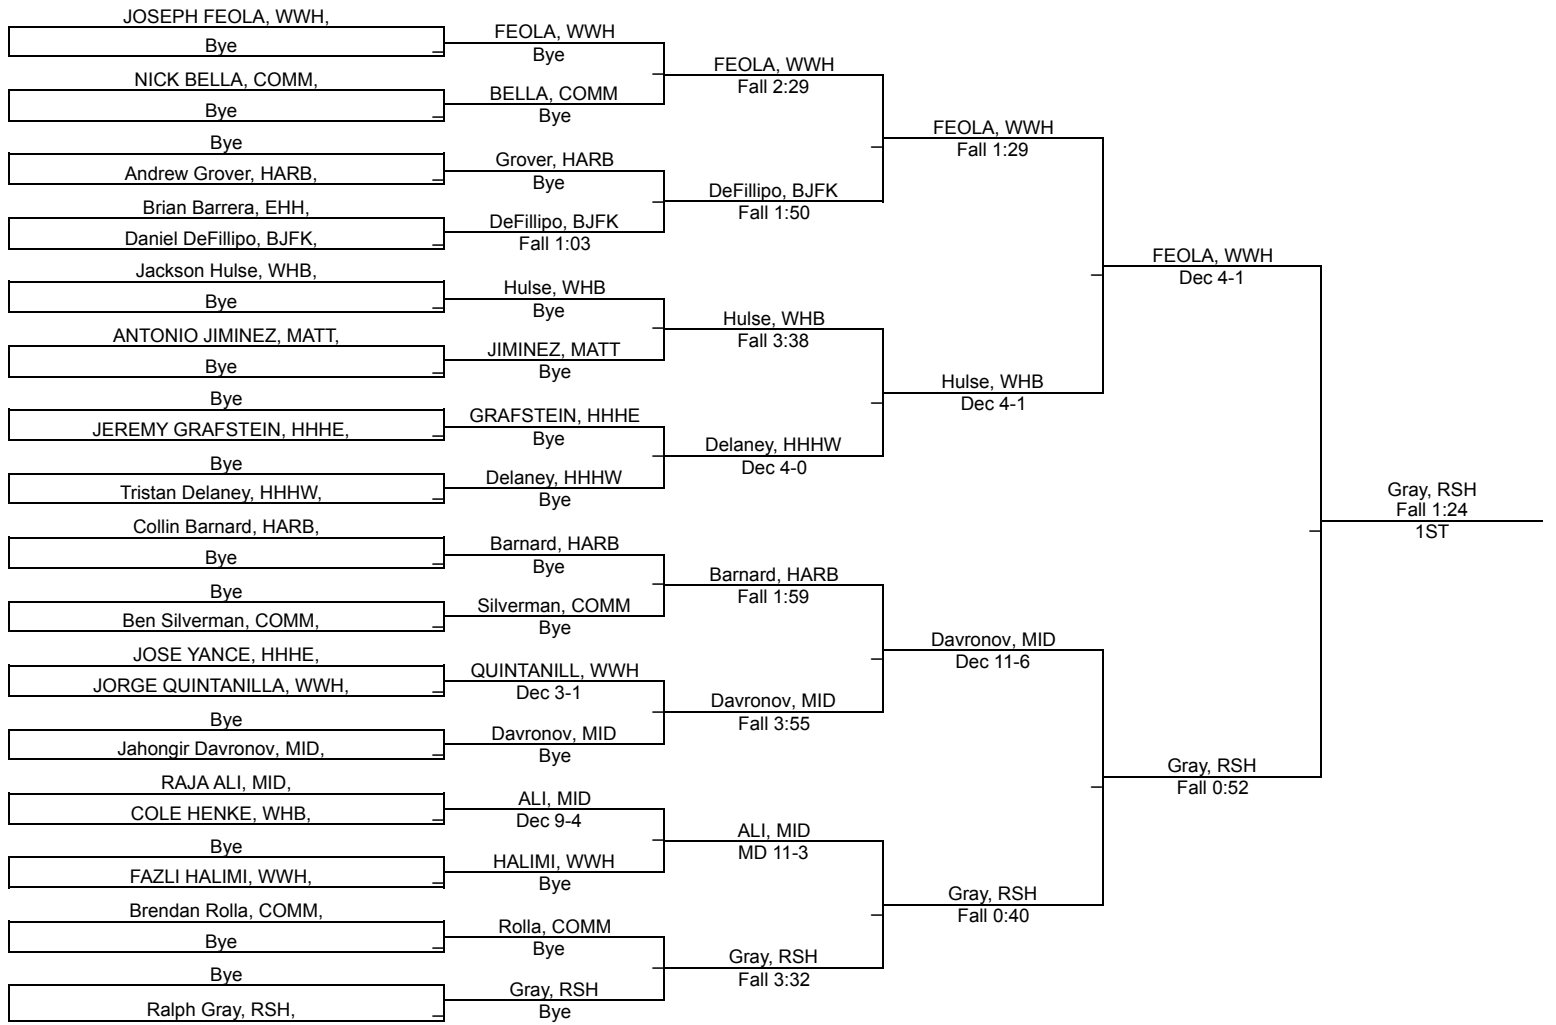 JOSEPH FEOLA, WWH,
Bye
NICK BELLA, COMM,
Bye
Bye
Andrew Grover, HARB,
Brian Barrera, EHH,
Daniel DeFillipo, BJFK,
Jackson Hulse, WHB,
Bye
ANTONIO JIMINEZ, MATT,
Bye
Bye
JEREMY GRAFSTEIN, HHHE,
Bye
Tristan Delaney, HHHW,
Collin Barnard, HARB,
Bye
Bye
Ben Silverman, COMM,
JOSE YANCE, HHHE,
JORGE QUINTANILLA, WWH,
Bye
Jahongir Davronov, MID,
RAJA ALI, MID,
COLE HENKE, WHB,
Bye
FAZLI HALIMI, WWH,
Brendan Rolla, COMM,
Bye
Bye
Ralph Gray, RSH,
FEOLA, WWH
Bye
BELLA, COMM
Bye
Grover, HARB
Bye
DeFillipo, BJFK
Fall 1:03
Hulse, WHB
Bye
JIMINEZ, MATT
Bye
GRAFSTEIN, HHHE
Bye
Delaney, HHHW
Bye
Barnard, HARB
Bye
Silverman, COMM
Bye
QUINTANILL, WWH
Dec 3-1
Davronov, MID
Bye
ALI, MID
Dec 9-4
HALIMI, WWH
Bye
Rolla, COMM
Bye
Gray, RSH
Bye
FEOLA, WWH
Fall 2:29
DeFillipo, BJFK
Fall 1:50
Hulse, WHB
Fall 3:38
Delaney, HHHW
Dec 4-0
Barnard, HARB
Fall 1:59
Davronov, MID
Fall 3:55
ALI, MID
MD 11-3
Gray, RSH
Fall 3:32
FEOLA, WWH
Fall 1:29
Hulse, WHB
Dec 4-1
Davronov, MID
Dec 11-6
Gray, RSH
Fall 0:40
FEOLA, WWH
Dec 4-1
Gray, RSH
Fall 0:52
Gray, RSH
Fall 1:24
1ST